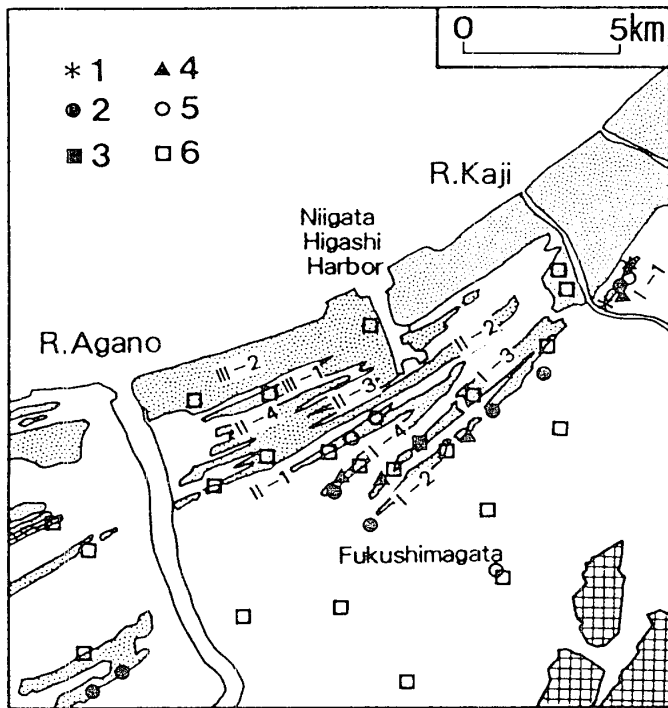 0 5km
1 4
2 5
3 6
R.Kaji
Niigata
Higashi
Harbor
R.Agano
I-1
II-2
III-2
III-1
I-3
II-3
II-4
I-4
II-1
I-2
Fukushimagata